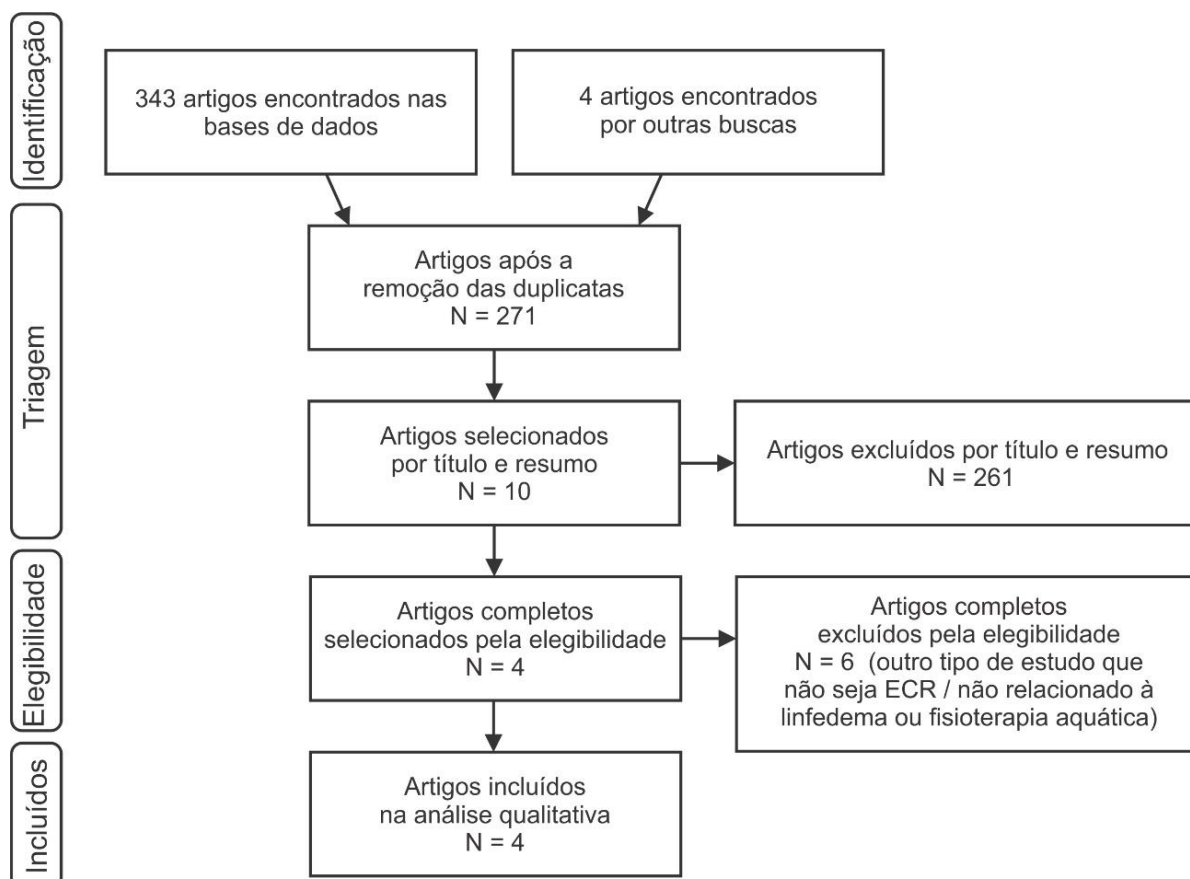 Identificação
343 artigos encontrados nas
bases de dados
4 artigos encontrados
por outras buscas
Triagem
Artigos após a
remoção das duplicatas
N = 271
Artigos selecionados
por título e resumo
N = 10
Artigos excluídos por título e resumo
N = 261
Elegibilidade
Artigos completos
selecionados pela elegibilidade
N = 4
Artigos completos
excluídos pela elegibilidade
N = 6 (outro tipo de estudo que
não seja ECR / não relacionado à
linfedema ou fisioterapia aquática)
Incluídos
Artigos incluídos
na análise qualitativa
N = 4